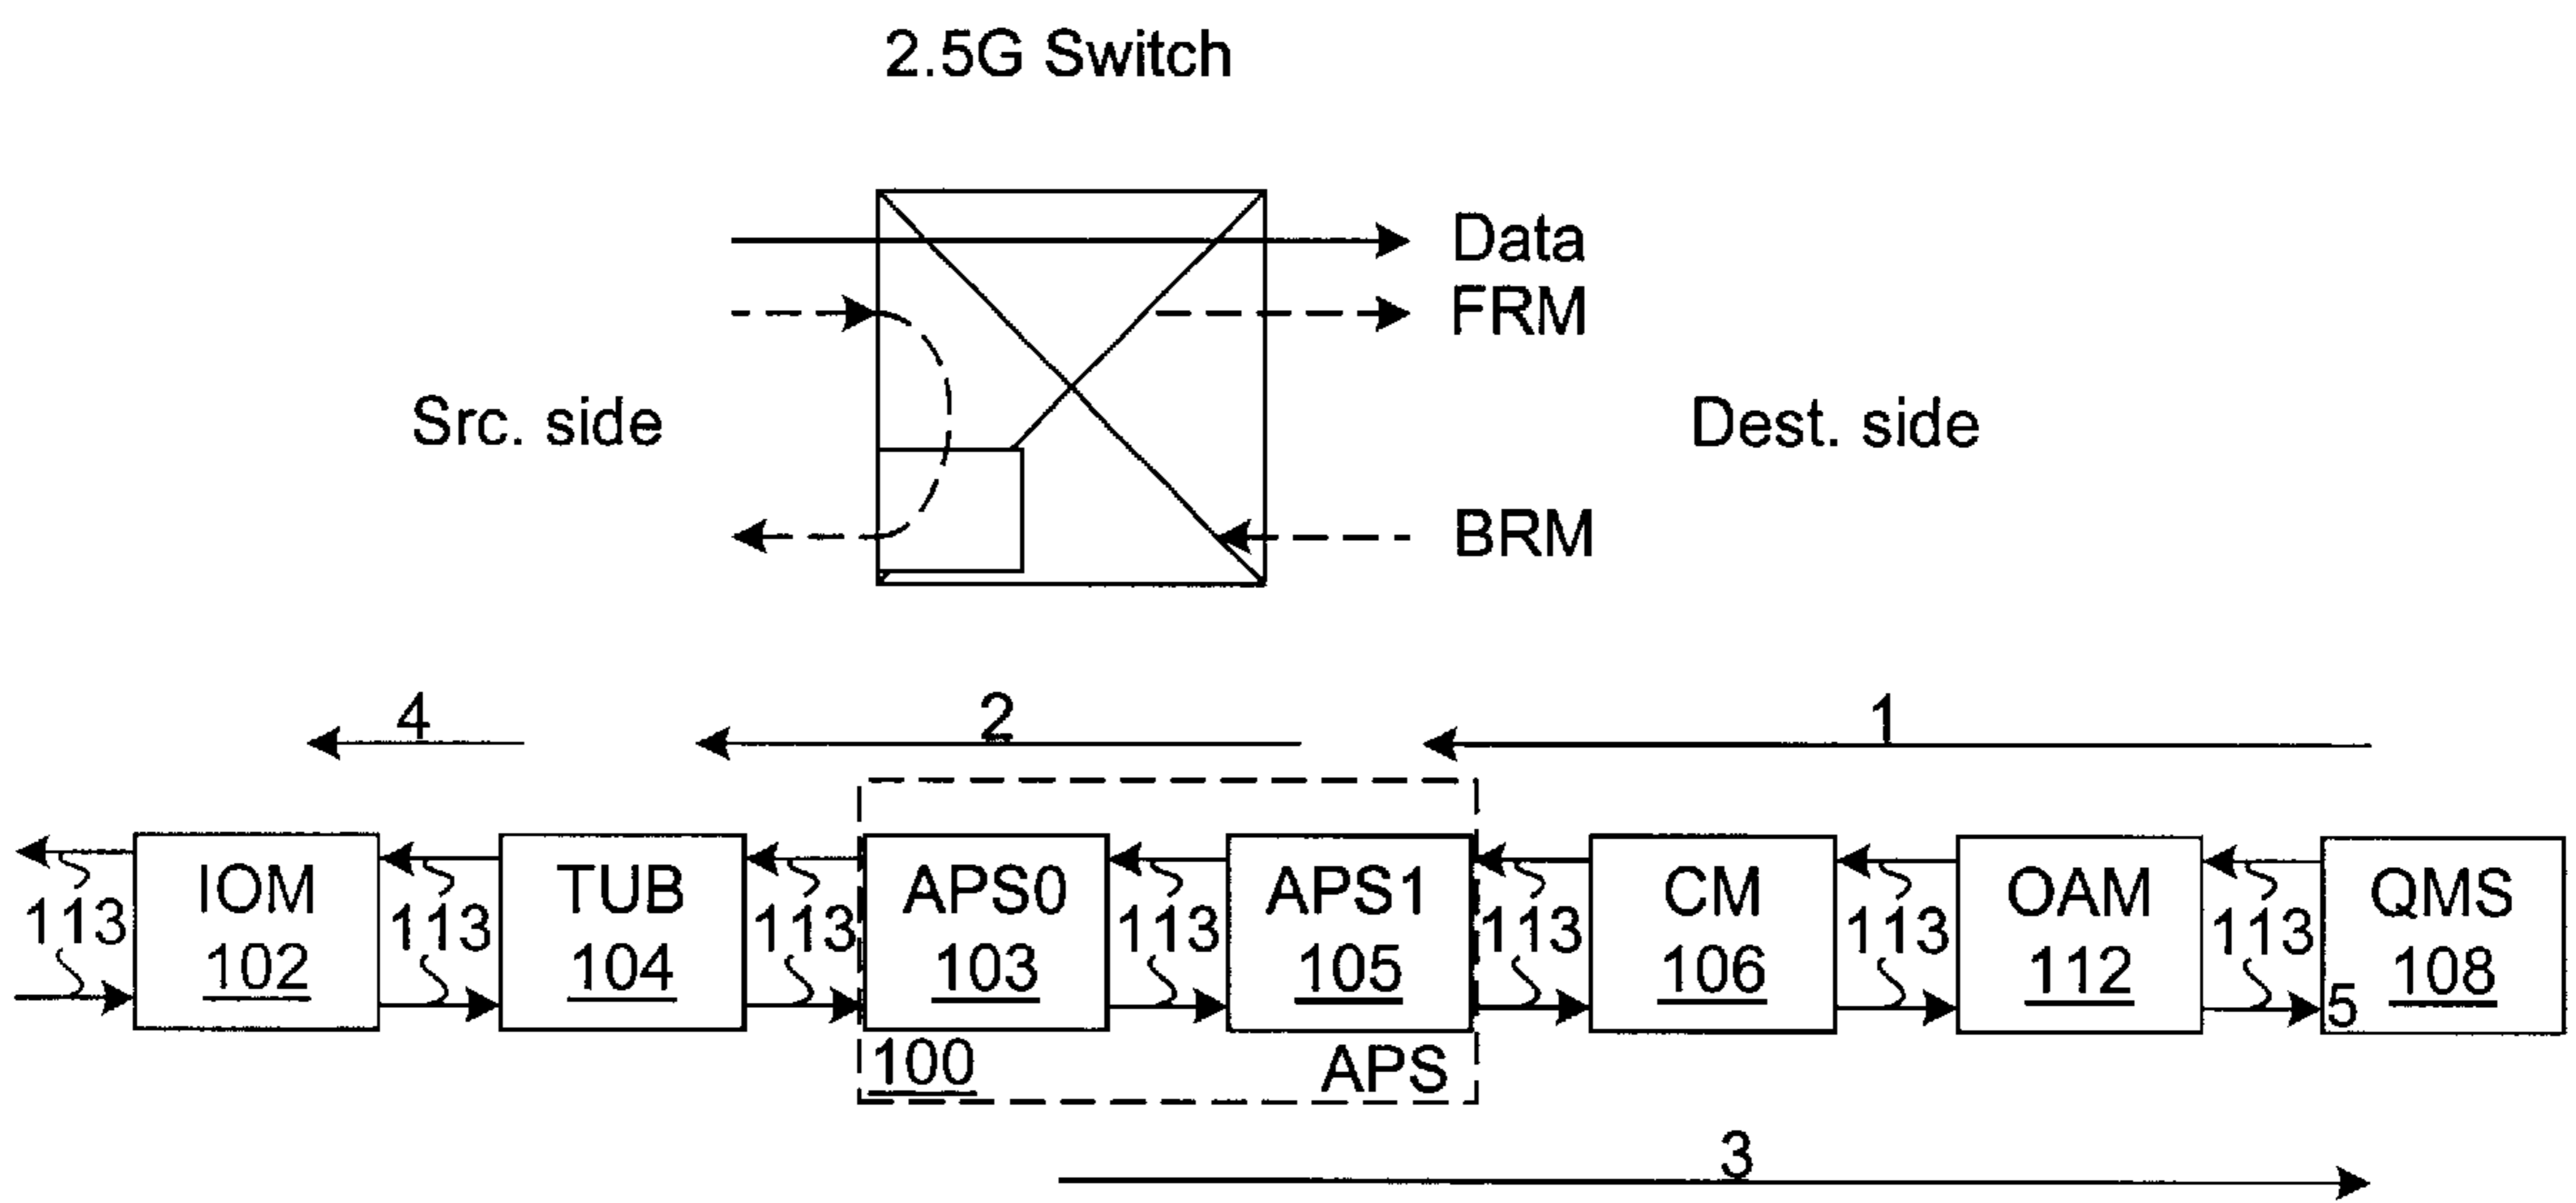 2.5G Switch
Data
FRM
Src. side
Dest. side
BRM
4 2 1
IOM TUB APS0 APS1 CM OAM QMS
113 113 113 113 113 113 113
102 104 103 105 106 112 108
5
100 APS
3